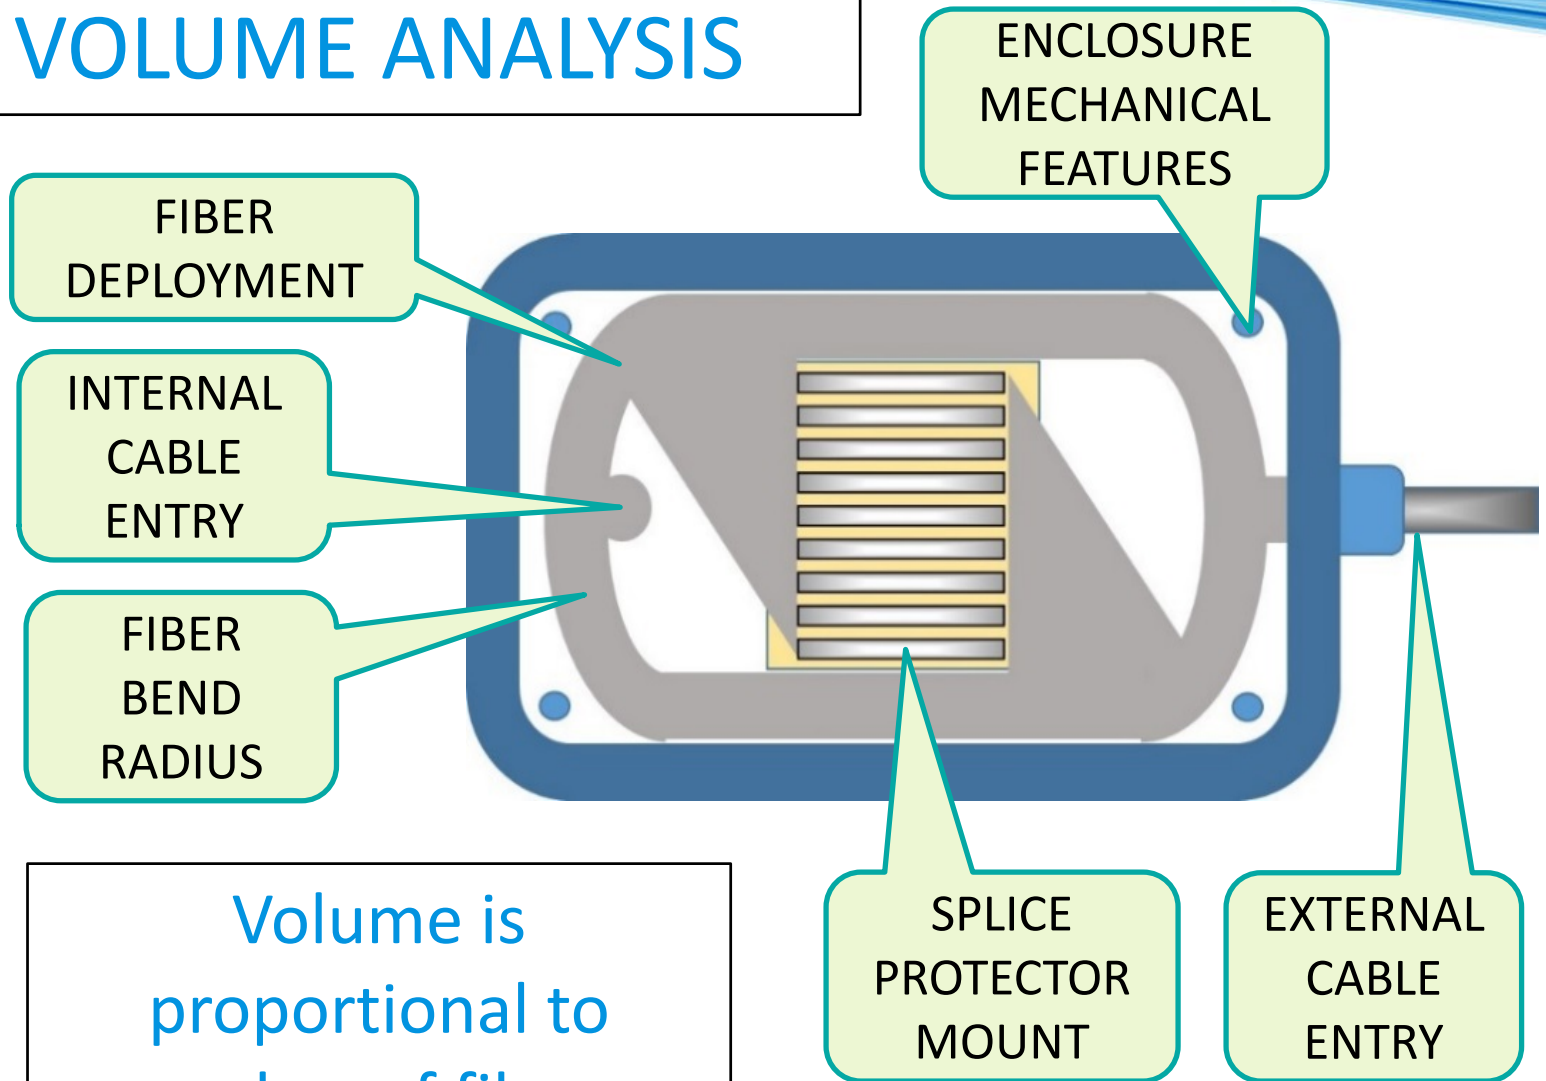 VOLUME ANALYSIS
ENCLOSURE
MECHANICAL
FEATURES
FIBER
DEPLOYMENT
INTERNAL
CABLE
ENTRY
FIBER
BEND
RADIUS
Volume is
proportional to
SPLICE
PROTECTOR
MOUNT
EXTERNAL
CABLE
ENTRY